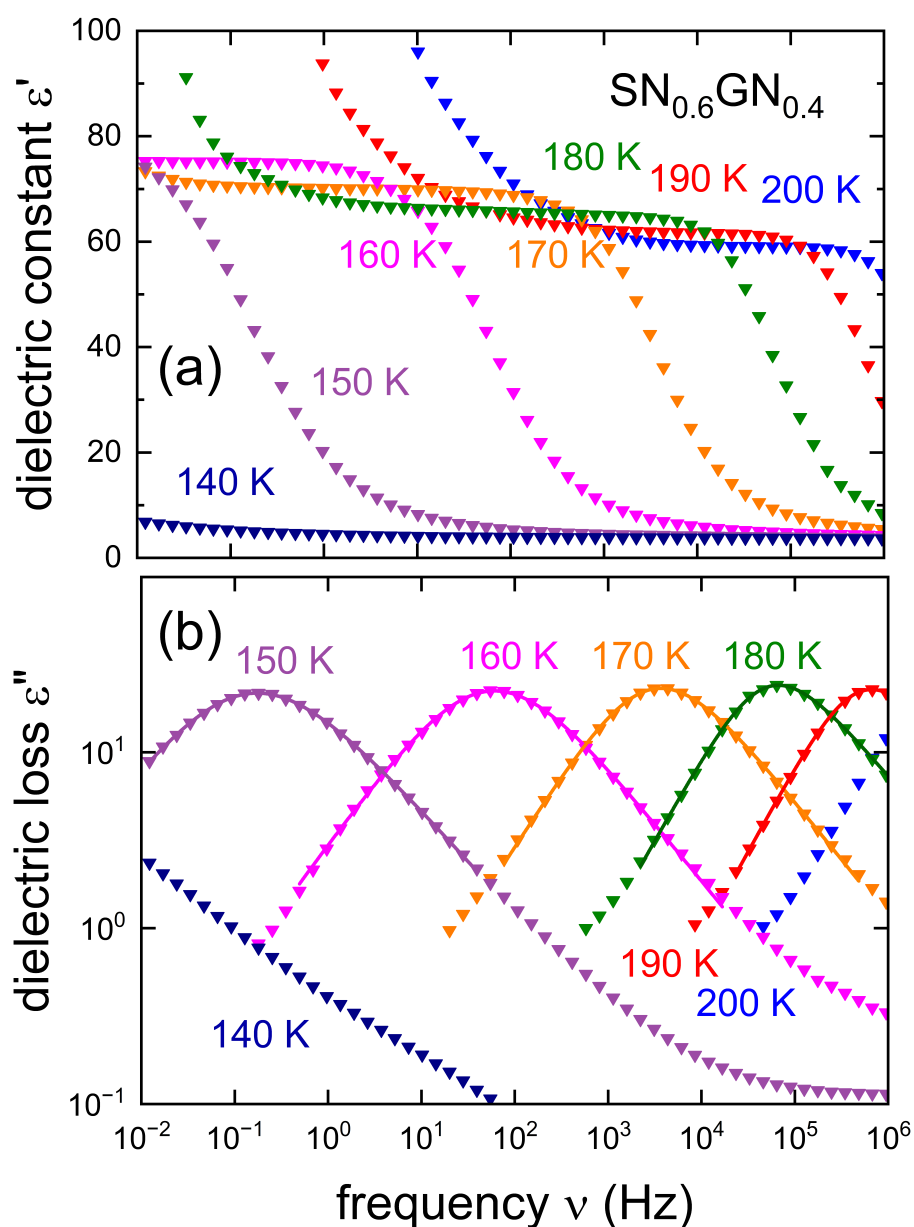 dielectric constant ε'
100
80
60
40
20
0
SN₀.₆GN₀.₄
180 K
190 K
200 K
160 K
170 K
150 K
140 K
(a)
(b)
dielectric loss ε"
10¹
10⁰
10⁻¹
150 K
160 K
170 K
180 K
190 K
200 K
140 K
10⁻² 10⁻¹ 10⁰ 10¹ 10² 10³ 10⁴ 10⁵ 10⁶
frequency ν (Hz)